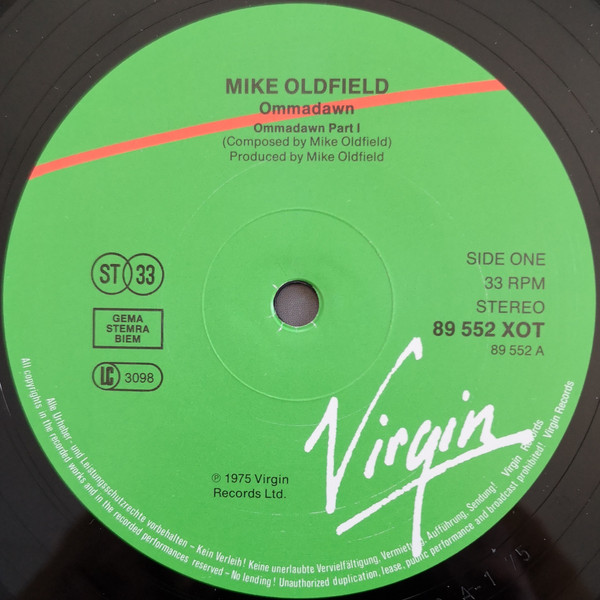 MIKE OLDFIELD
Ommadawn
Ommadawn Part I
(Composed by Mike Oldfield)
Produced by Mike Oldfield
ST 33
GEMA
STEMRA
BIEM
LC 3098
SIDE ONE
33 RPM
STEREO
89 552 XOT
89 552 A
Virgin
℗ 1975 Virgin
Records Ltd.
Alle Urheber- und Leistungsschutzrechte vorbehalten – Kein Verleih! Keine unerlaubte Vervielfältigung, Vermietung, Aufführung, Sendung! Virgin Records
All copyrights in the recorded works and in the recorded performances reserved – No lending! Unauthorized duplication, lease, public performance and broadcast prohibited! Virgin Records